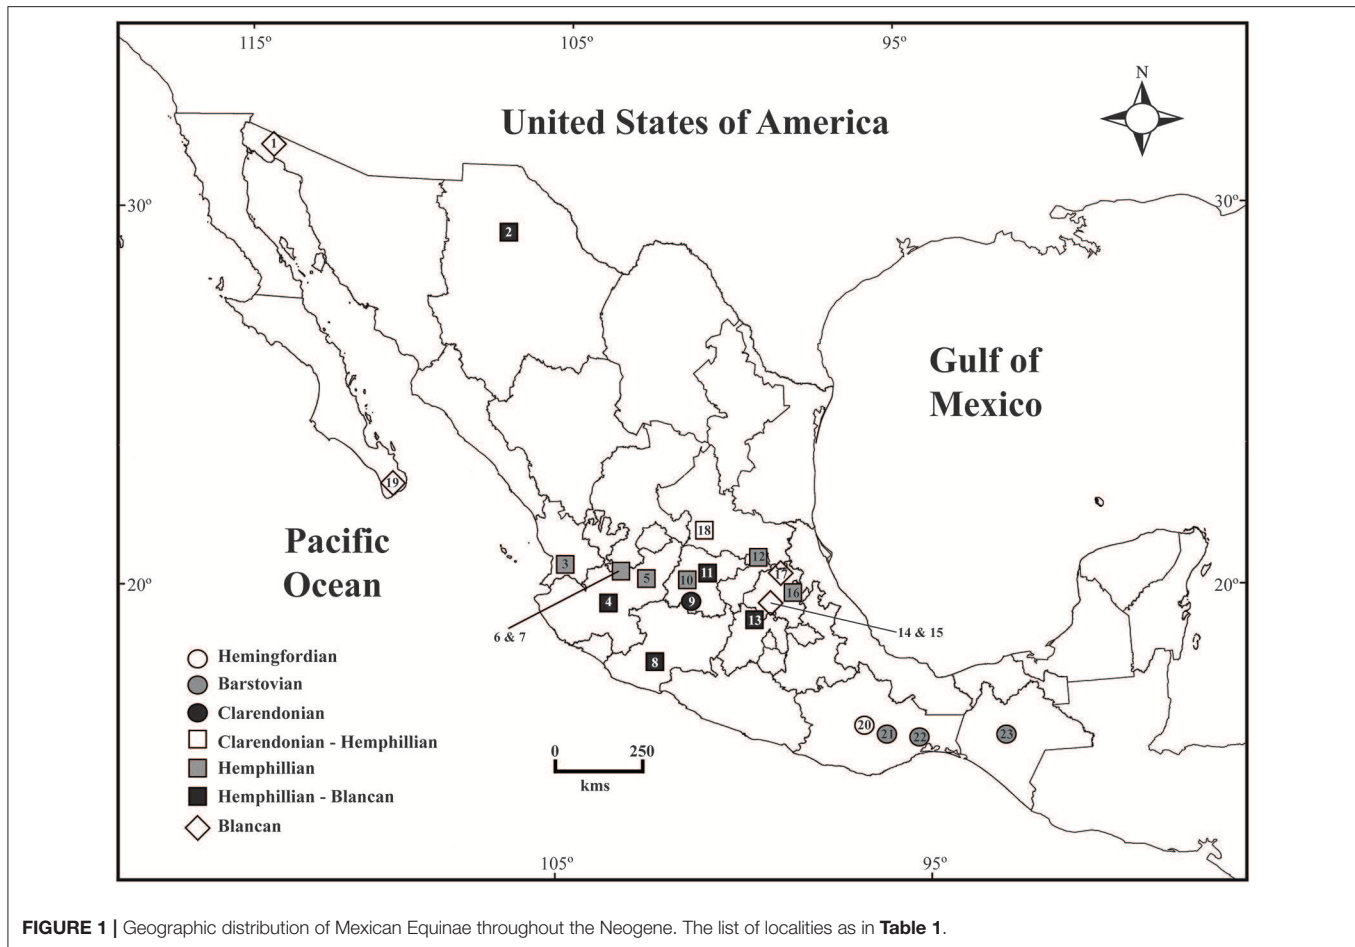 115º 105º 95º
N
United States of America
1
30º 30º
2
Gulf of
Mexico
19
Pacific
Ocean
18
12
3
11
17
5
10
20º 20º
16
4
9
13
6 & 7
14 & 15
8
Hemingfordian
Barstovian
Clarendonian
Clarendonian - Hemphillian
Hemphillian
Hemphillian - Blancan
Blancan
20
21
22
23
0 250
kms
105º 95º
FIGURE 1 | Geographic distribution of Mexican Equinae throughout the Neogene. The list of localities as in Table 1.